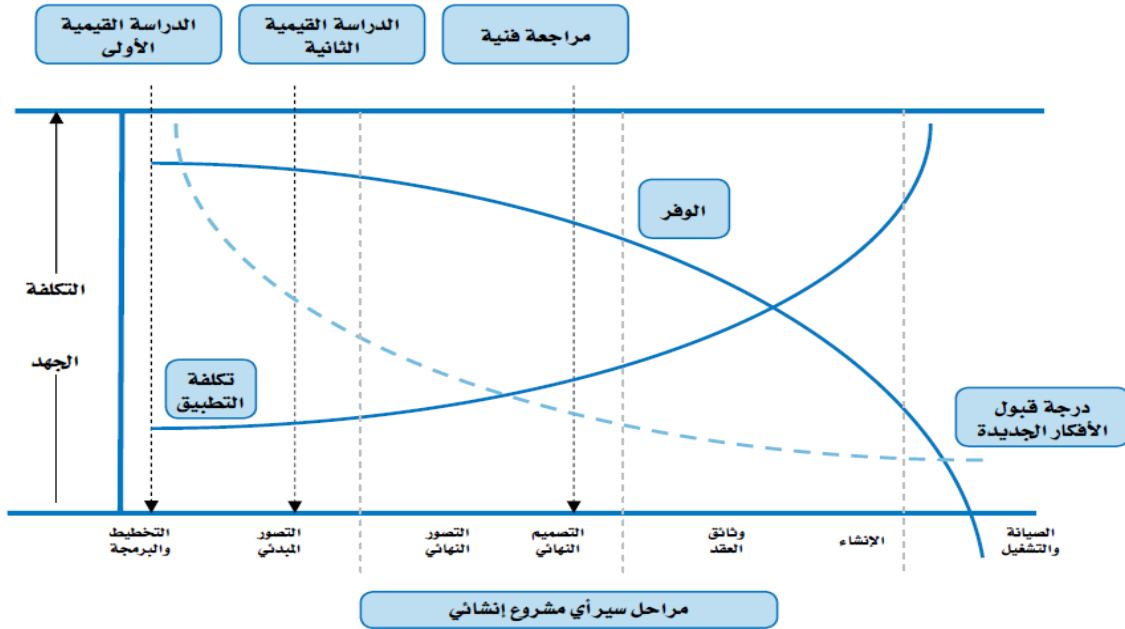 الدراسة القيمية
الأولى
الدراسة القيمية
الثانية
مراجعة فنية
الوفر
التكلفة
الجهد
تكلفة
التطبيق
درجة قبول
الأفكار الجديدة
التخطيط
والبرمجة
التصور
المبدئي
التصور
النهائي
التصميم
النهائي
وثائق
العقد
الإنشاء
الصيانة
والتشغيل
مراحل سير أي مشروع إنشائي